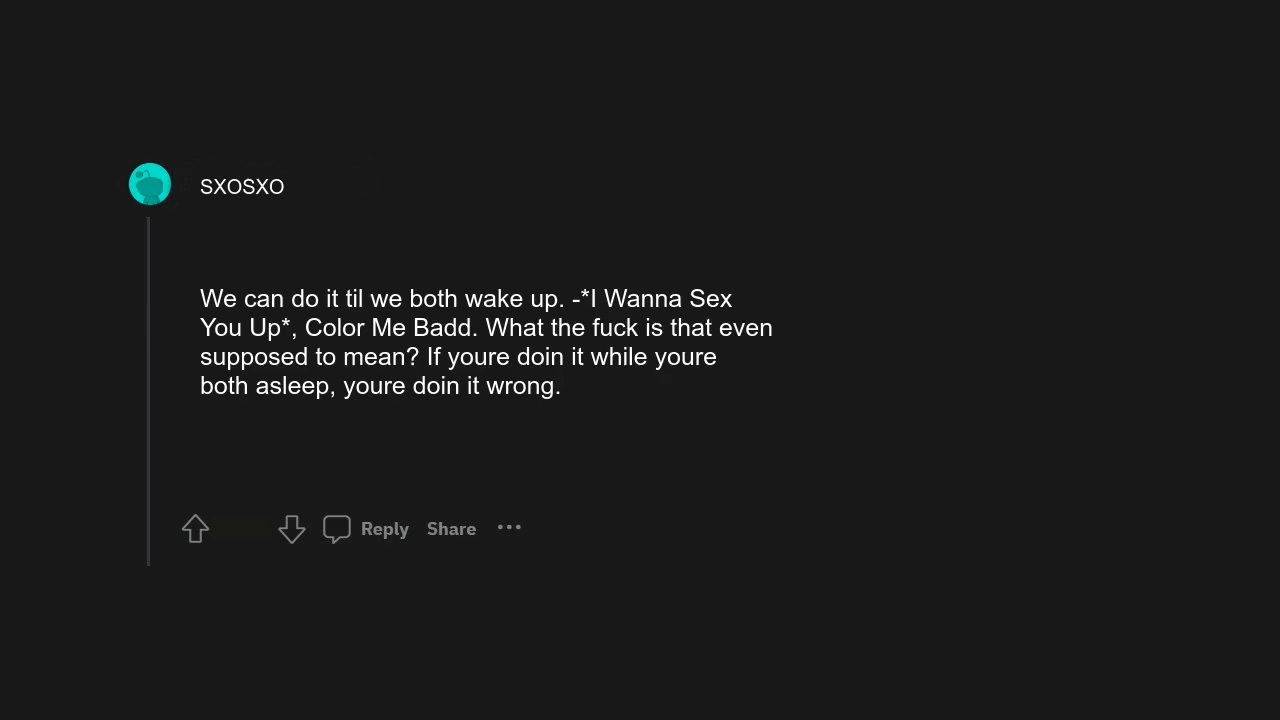 SXOSXO
We can do it til we both wake up. -*I Wanna Sex
You Up*, Color Me Badd. What the fuck is that even
supposed to mean? If youre doin it while youre
both asleep, youre doin it wrong.
Reply Share